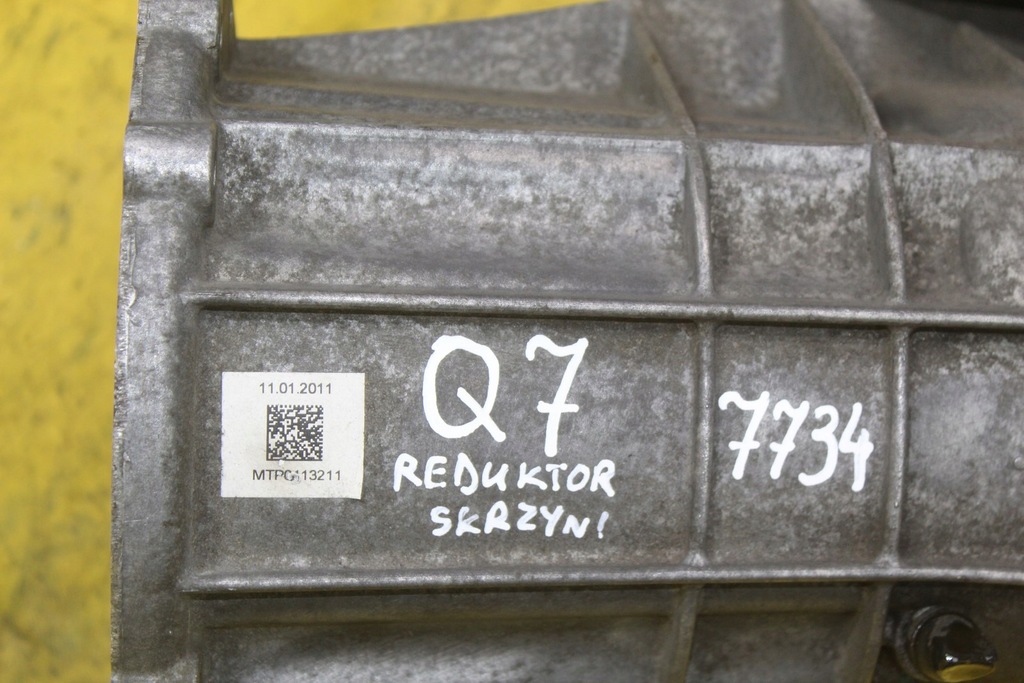 11.01.2011
MTPG113211
Q7
REDUKTOR
SKRZYNI
7734